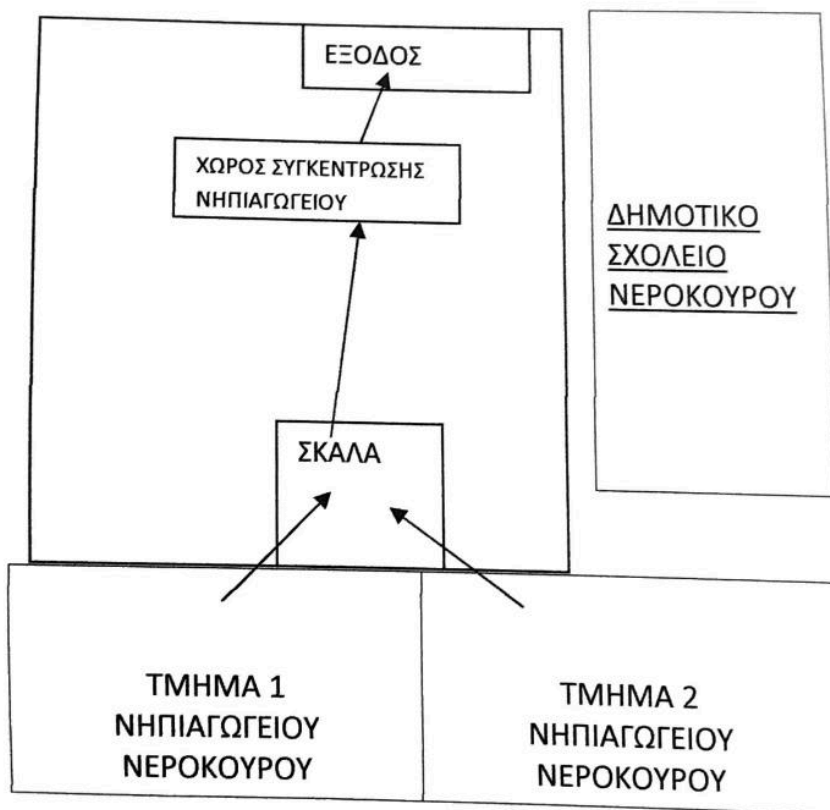 ΕΞΟΔΟΣ
ΧΩΡΟΣ ΣΥΓΚΕΝΤΡΩΣΗΣ
ΝΗΠΙΑΓΩΓΕΙΟΥ
ΔΗΜΟΤΙΚΟ
ΣΧΟΛΕΙΟ
ΝΕΡΟΚΟΥΡΟΥ
ΣΚΑΛΑ
ΤΜΗΜΑ 1
ΝΗΠΙΑΓΩΓΕΙΟΥ
ΝΕΡΟΚΟΥΡΟΥ
ΤΜΗΜΑ 2
ΝΗΠΙΑΓΩΓΕΙΟΥ
ΝΕΡΟΚΟΥΡΟΥ